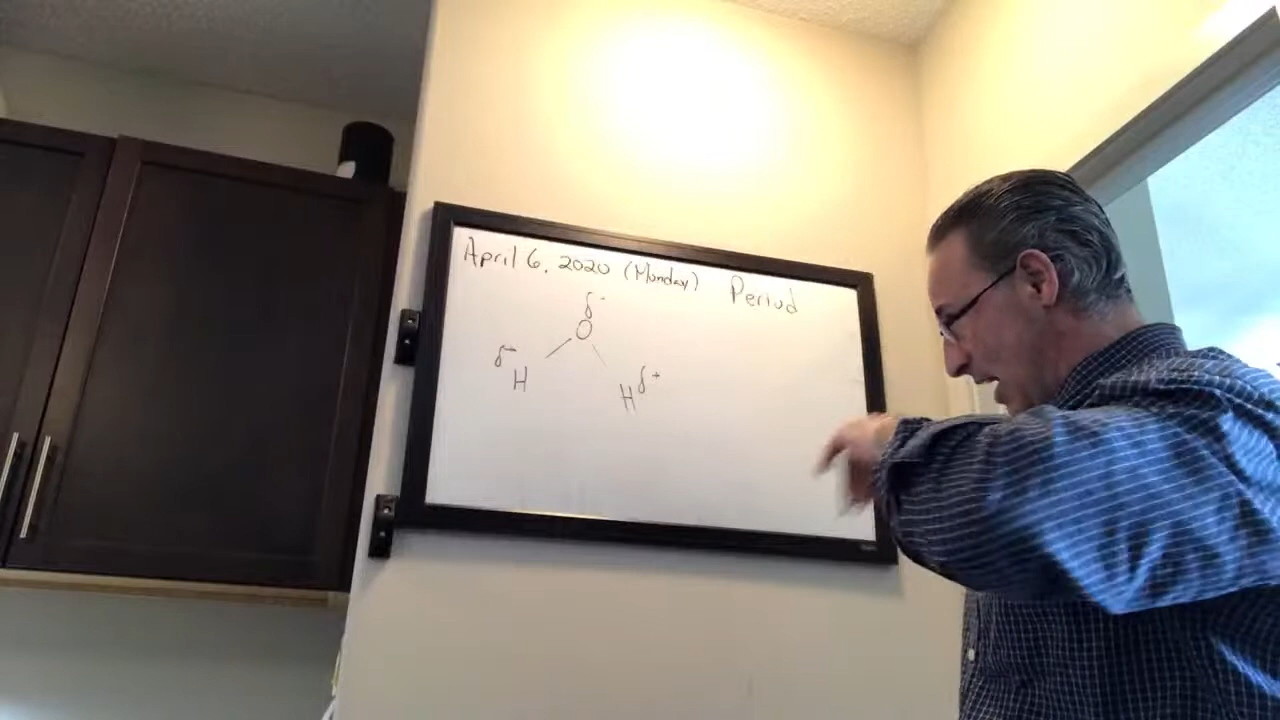 April 6, 2020 (Monday) Period
δ-
O
δ+ H
H δ+